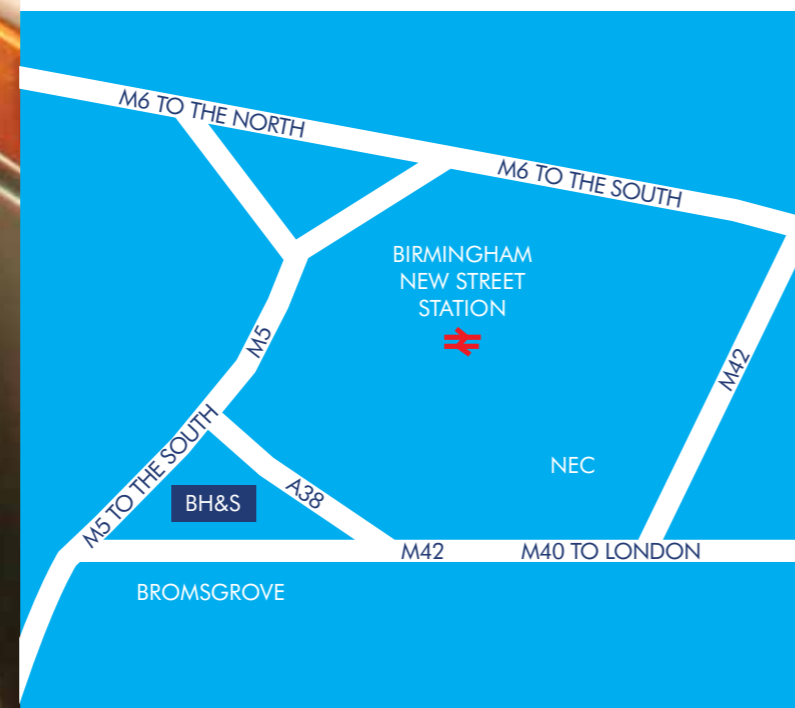 M6 TO THE NORTH
M6 TO THE SOUTH
BIRMINGHAM
NEW STREET
STATION
M5
M42
M5 TO THE SOUTH
NEC
BH&S
A38
M42
M40 TO LONDON
BROMSGROVE